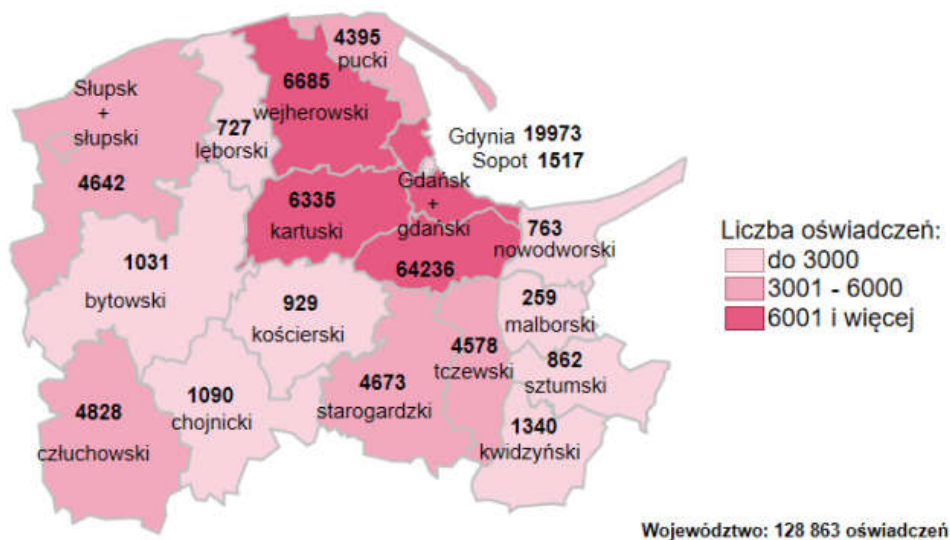 4395
pucki
6685
wejherowski
Słupsk
+
słupski
4642
727
lęborski
Gdynia 19973
Sopot 1517
6335
kartuski
Gdańsk
+
gdański
64236
763
nowodworski
1031
bytowski
929
kościerski
259
malborski
4578
tczewski
862
sztumski
4828
człuchowski
1090
chojnicki
4673
starogardzki
1340
kwidzyński
Liczba oświadczeń:
do 3000
3001 - 6000
6001 i więcej
Województwo: 128 863 oświadczeń